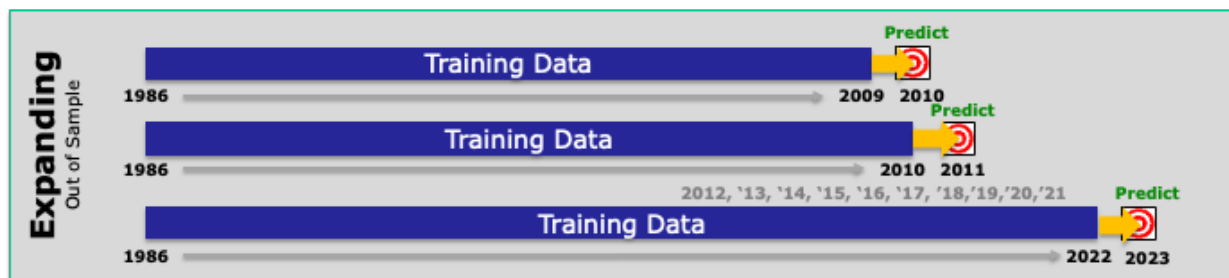 Expanding
Out of Sample
Predict
Training Data
1986 2009 2010
Predict
Training Data
1986 2010 2011
2012, ‘13, ‘14, ‘15, ‘16, ‘17, ’18,’19,’20,’21
Predict
Training Data
1986 2022 2023